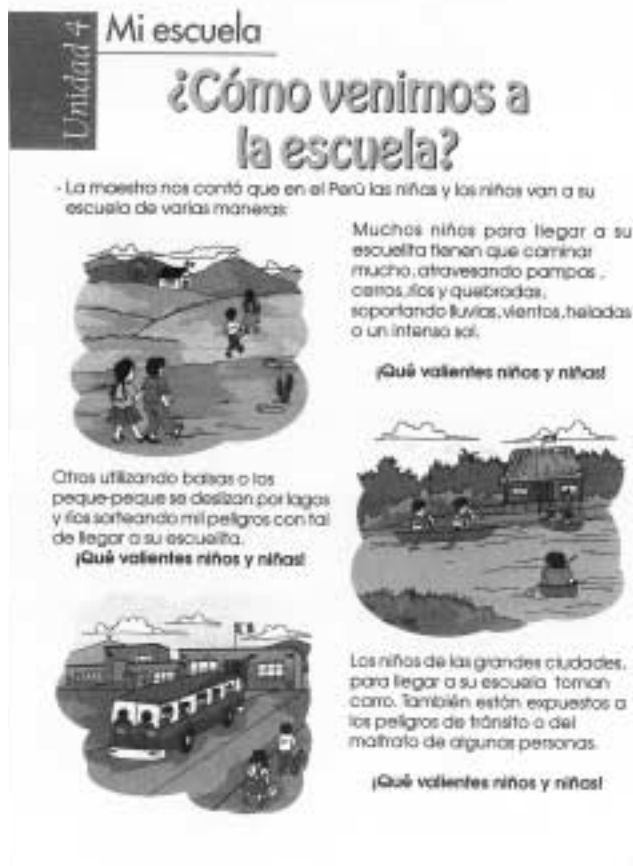 Unidad 4
Mi escuela
¿Cómo venimos a
la escuela?
- La maestra nos contó que en el Perú las niñas y los niños van a su
escuela de varias maneras:
Muchos niños para llegar a su
escuelita tienen que caminar
mucho, atravesando pampas ,
cerros, ríos y quebradas,
soportando lluvias, vientos, heladas
o un intenso sol.
¡Qué valientes niños y niñas!
Otros utilizando balsas o los
peque-peque se deslizan por lagos
y ríos sorteando mil peligros con tal
de llegar a su escuelita.
¡Qué valientes niños y niñas!
Los niños de las grandes ciudades,
para llegar a su escuela toman
carro. También están expuestos a
los peligros de tránsito o del
maltrato de algunas personas.
¡Qué valientes niños y niñas!